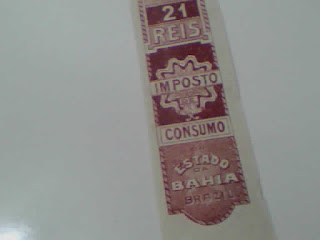 21
REIS
IMPOSTO
CONSUMO
ESTADO
DA
BAHIA
BRAZIL